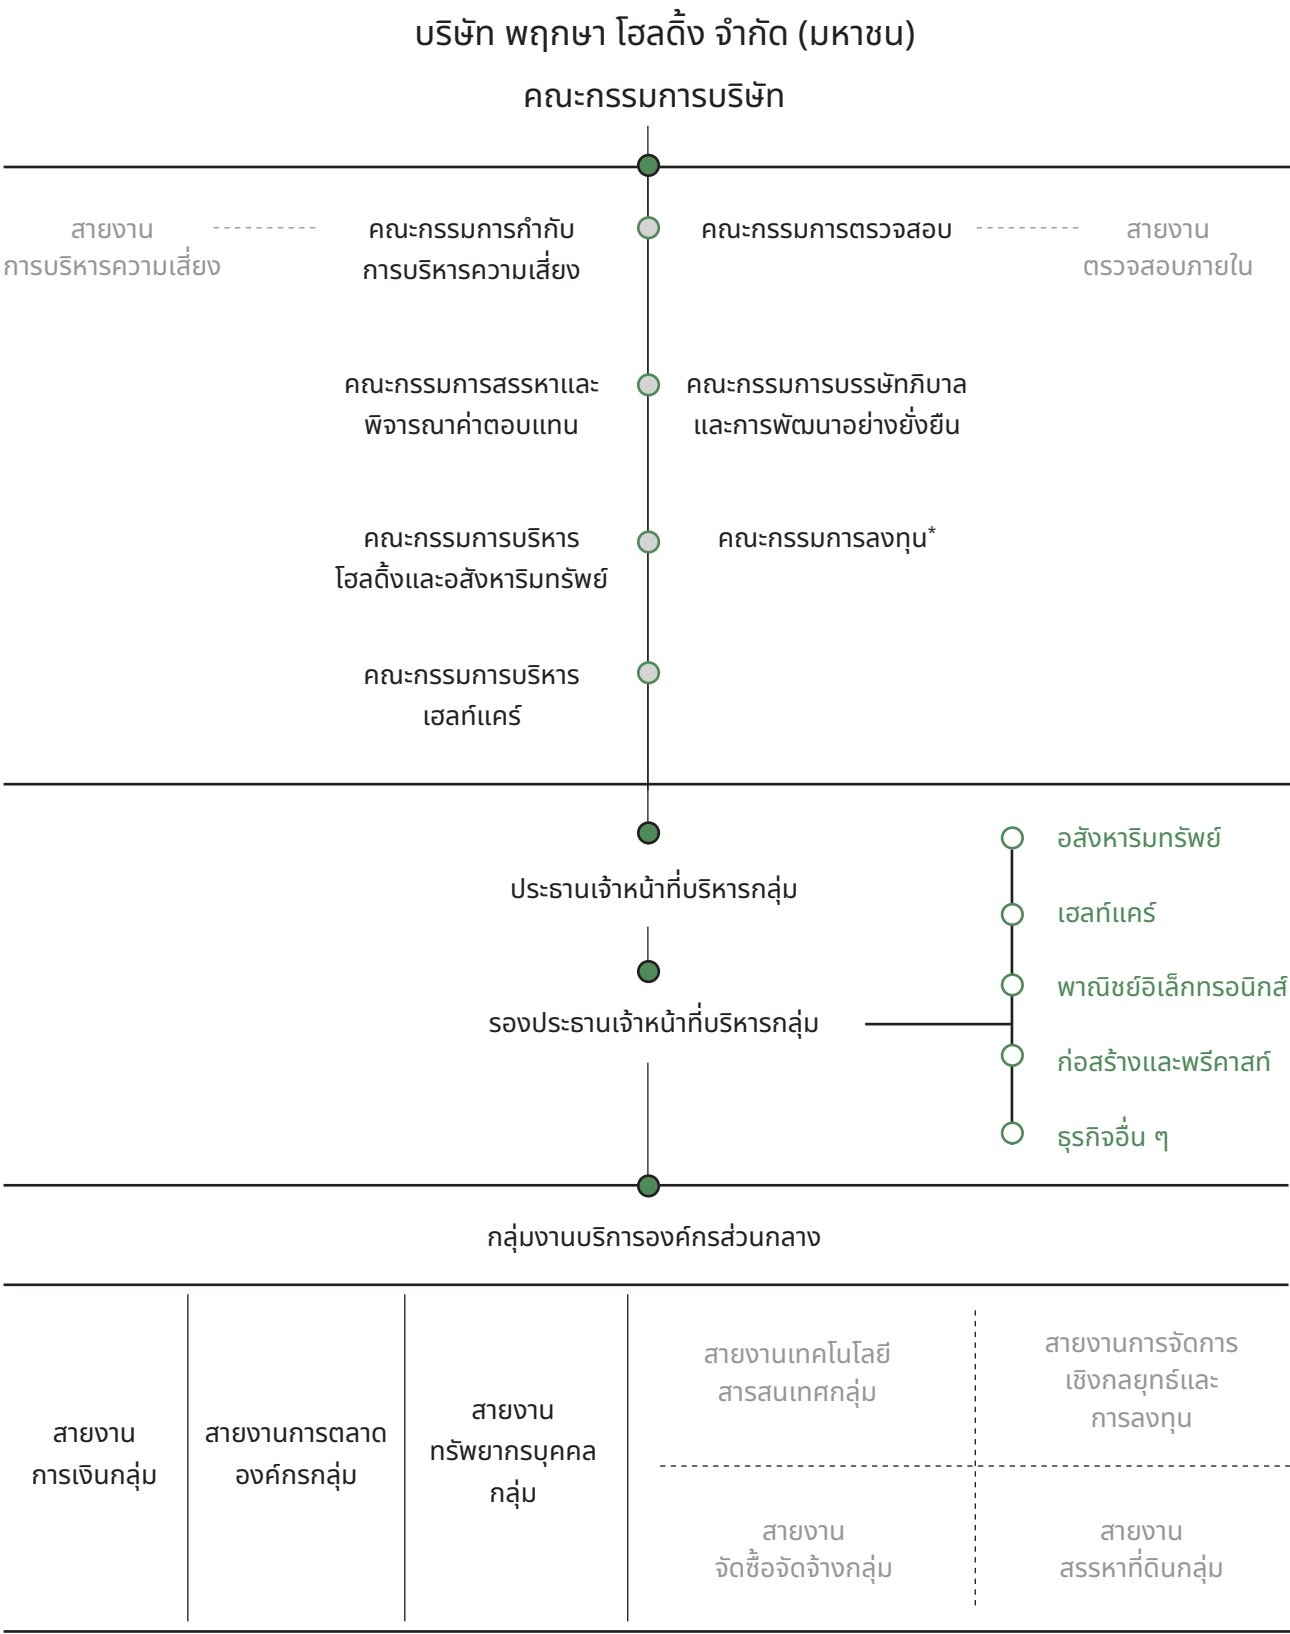 บริษัท พฤกษา โฮลดิ้ง จำกัด (มหาชน)
คณะกรรมการบริษัท
สายงาน
การบริหารความเสี่ยง
คณะกรรมการกำกับ
การบริหารความเสี่ยง
คณะกรรมการตรวจสอบ
สายงาน
ตรวจสอบภายใน
คณะกรรมการสรรหาและ
พิจารณาค่าตอบแทน
คณะกรรมการบรรษัทภิบาล
และการพัฒนาอย่างยั่งยืน
คณะกรรมการบริหาร
โฮลดิ้งและอสังหาริมทรัพย์
คณะกรรมการลงทุน*
คณะกรรมการบริหาร
เฮลท์แคร์
ประธานเจ้าหน้าที่บริหารกลุ่ม
รองประธานเจ้าหน้าที่บริหารกลุ่ม
อสังหาริมทรัพย์
เฮลท์แคร์
พาณิชย์อิเล็กทรอนิกส์
ก่อสร้างและพรีคาสท์
ธุรกิจอื่น ๆ
กลุ่มงานบริการองค์กรส่วนกลาง
สายงาน
การเงินกลุ่ม
สายงานการตลาด
องค์กรกลุ่ม
สายงาน
ทรัพยากรบุคคล
กลุ่ม
สายงานเทคโนโลยี
สารสนเทศกลุ่ม
สายงานการจัดการ
เชิงกลยุทธ์และ
การลงทุน
สายงาน
จัดซื้อจัดจ้างกลุ่ม
สายงาน
สรรหาที่ดินกลุ่ม